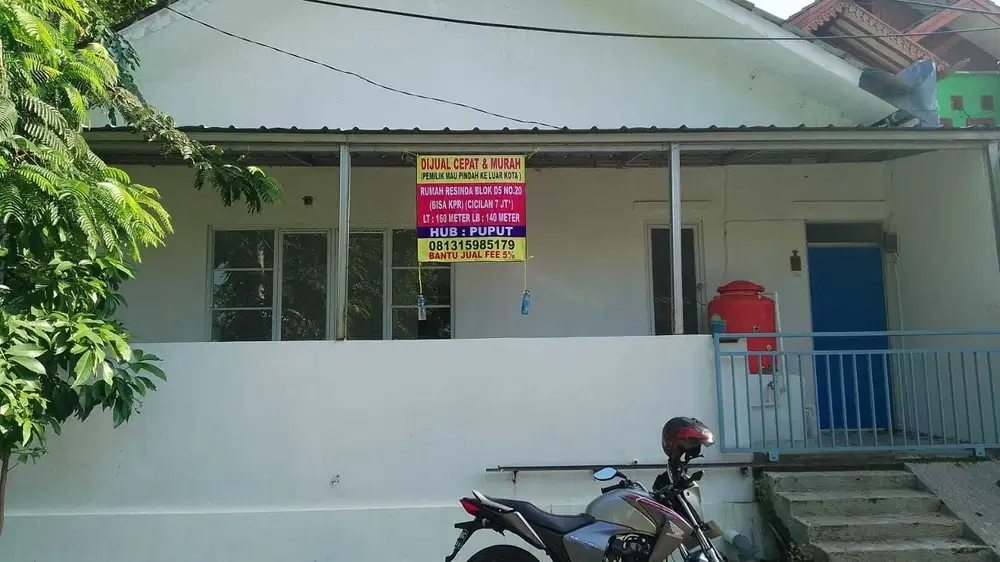 DIJUAL CEPAT & MURAH
(PEMILIK MAU PINDAH KE LUAR KOTA)
RUMAH RESINDA BLOK D5 NO.20
(BISA KPR) (CICILAN 7 JT*)
LT : 160 METER LB : 140 METER
HUB : PUPUT
081315985179
BANTU JUAL FEE 5%